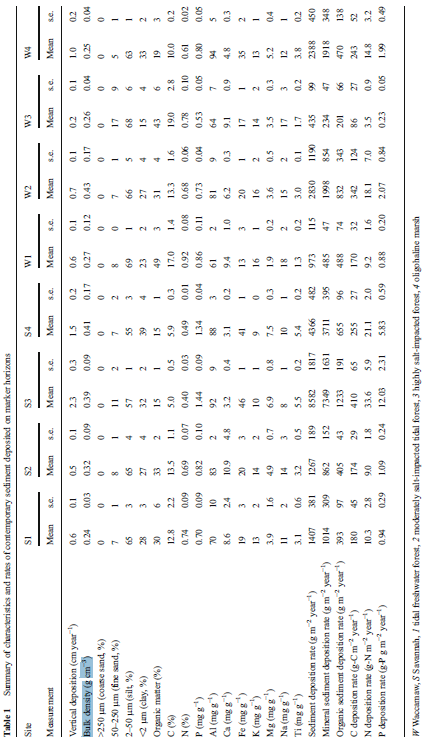 Table 1 Summary of characteristics and rates of contemporary sediment deposited on marker horizons
Site S1 S2 S3 S4 W1 W2 W3 W4
Measurement Mean s.e. Mean s.e. Mean s.e. Mean s.e. Mean s.e. Mean s.e. Mean s.e. Mean s.e.
Vertical deposition (cm year⁻¹) 0.6 0.1 0.5 0.1 2.3 0.3 1.5 0.2 0.6 0.1 0.7 0.1 0.2 0.1 1.0 0.2
Bulk density (g cm⁻³) 0.24 0.03 0.32 0.09 0.39 0.09 0.41 0.17 0.27 0.12 0.43 0.17 0.26 0.04 0.25 0.04
>250 μm (coarse sand, %) 0 0 0 0 0 0 0 0
50–250 μm (fine sand, %) 7 1 8 1 11 2 7 2 8 0 7 1 17 9 5 1
2–50 μm (silt, %) 65 3 65 4 57 1 55 3 69 1 66 5 68 6 63 1
<2 μm (clay, %) 28 3 27 4 32 2 39 4 23 2 27 4 15 4 33 2
Organic matter (%) 30 6 33 2 15 1 15 1 49 3 31 4 43 6 19 3
C (%) 12.8 2.2 13.5 1.1 5.0 0.5 5.9 0.3 17.0 1.4 13.3 1.6 19.0 2.8 10.0 0.2
N (%) 0.74 0.09 0.69 0.07 0.40 0.03 0.49 0.01 0.92 0.08 0.68 0.06 0.78 0.10 0.61 0.02
P (mg g⁻¹) 0.70 0.09 0.82 0.10 1.44 0.09 1.34 0.04 0.86 0.11 0.73 0.04 0.53 0.05 0.80 0.05
Al (mg g⁻¹) 70 10 83 2 92 9 88 3 61 2 81 9 64 7 94 5
Ca (mg g⁻¹) 8.6 2.4 10.9 4.8 3.2 0.4 3.1 0.2 9.4 1.0 6.2 0.3 9.1 0.9 4.8 0.3
Fe (mg g⁻¹) 19 3 20 2 46 1 41 1 13 3 20 1 17 1 35 2
K (mg g⁻¹) 13 2 14 2 10 1 9 0 16 1 16 2 14 2 13 1
Mg (mg g⁻¹) 3.9 1.6 4.9 0.7 6.9 0.8 7.5 0.3 1.9 0.2 3.6 0.5 3.5 0.3 5.2 0.4
Na (mg g⁻¹) 11 2 14 3 8 1 10 1 18 2 15 2 17 2 12 1
Ti (mg g⁻¹) 3.1 0.6 3.2 0.5 5.5 0.2 5.4 0.2 1.3 0.2 3.0 0.1 1.7 0.2 3.8 0.2
Sediment deposition rate (g m⁻² year⁻¹) 1407 381 1267 189 8582 1817 4366 482 973 115 2830 1190 435 99 2388 450
Mineral sediment deposition rate (g m⁻² year⁻¹) 1014 309 862 152 7349 1631 3711 395 485 47 1998 854 234 47 1918 348
Organic sediment deposition rate (g m⁻² year⁻¹) 393 97 405 43 1233 191 655 96 488 74 832 343 201 66 470 138
C deposition rate (g-C m⁻² year⁻¹) 180 45 174 29 410 65 255 27 170 32 342 124 86 27 243 52
N deposition rate (g-N m⁻² year⁻¹) 10.3 2.8 9.0 1.8 33.6 5.9 21.1 2.0 9.2 1.6 18.1 7.0 3.5 0.9 14.8 3.2
P deposition rate (g-P m⁻² year⁻¹) 0.94 0.29 1.09 0.24 12.03 2.31 5.83 0.59 0.88 0.20 2.07 0.84 0.23 0.05 1.99 0.49
W Waccamaw, S Savannah, 1 tidal freshwater forest, 2 moderately salt-impacted tidal forest, 3 highly salt-impacted forest, 4 oligohaline marsh